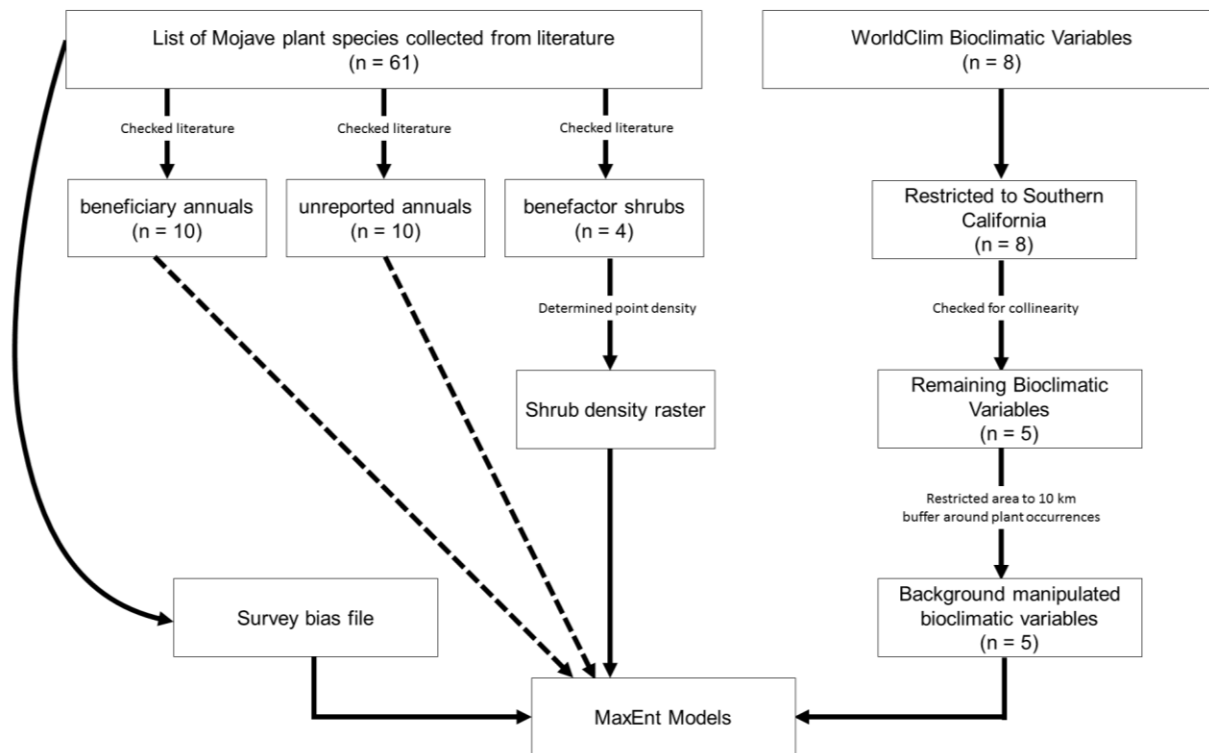 List of Mojave plant species collected from literature
(n = 61)
WorldClim Bioclimatic Variables
(n = 8)
Checked literature
Checked literature
Checked literature
beneficiary annuals
(n = 10)
unreported annuals
(n = 10)
benefactor shrubs
(n = 4)
Restricted to Southern
California
(n = 8)
Determined point density
Checked for collinearity
Shrub density raster
Remaining Bioclimatic
Variables
(n = 5)
Restricted area to 10 km
buffer around plant occurrences
Survey bias file
Background manipulated
bioclimatic variables
(n = 5)
MaxEnt Models